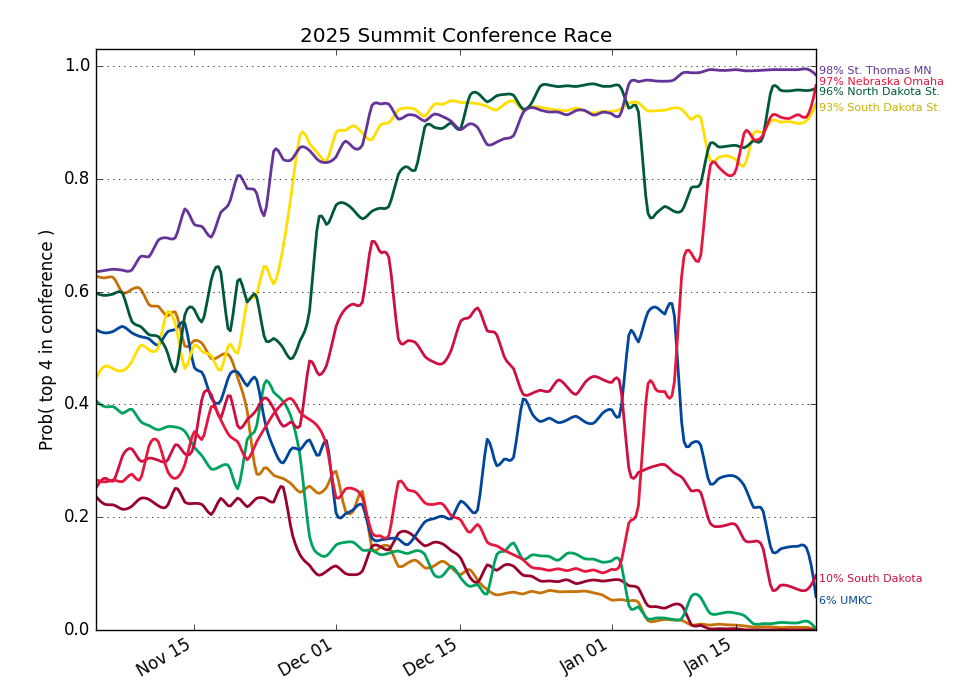 2025 Summit Conference Race
Prob( top 4 in conference )
1.0
0.8
0.6
0.4
0.2
0.0
Nov 15
Dec 01
Dec 15
Jan 01
Jan 15
98% St. Thomas MN
97% Nebraska Omaha
96% North Dakota St.
93% South Dakota St.
10% South Dakota
6% UMKC